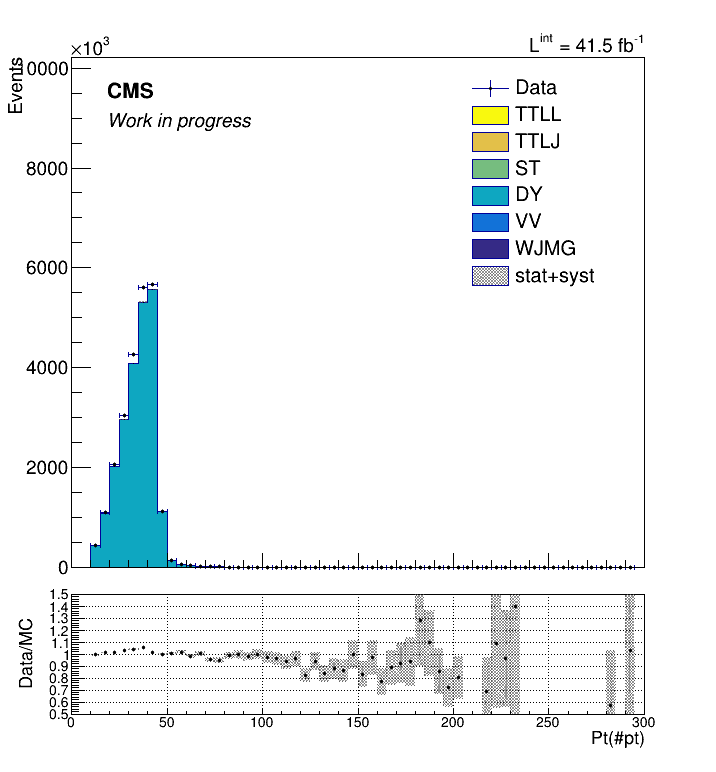 ×10³
L^int = 41.5 fb⁻¹
Events
10000
8000
6000
4000
2000
0
CMS
Work in progress
Data
TTLL
TTLJ
ST
DY
VV
WJMG
stat+syst
Data/MC
1.5
1.4
1.3
1.2
1.1
1
0.9
0.8
0.7
0.6
0.5
0 50 100 150 200 250 300
Pt(#pt)